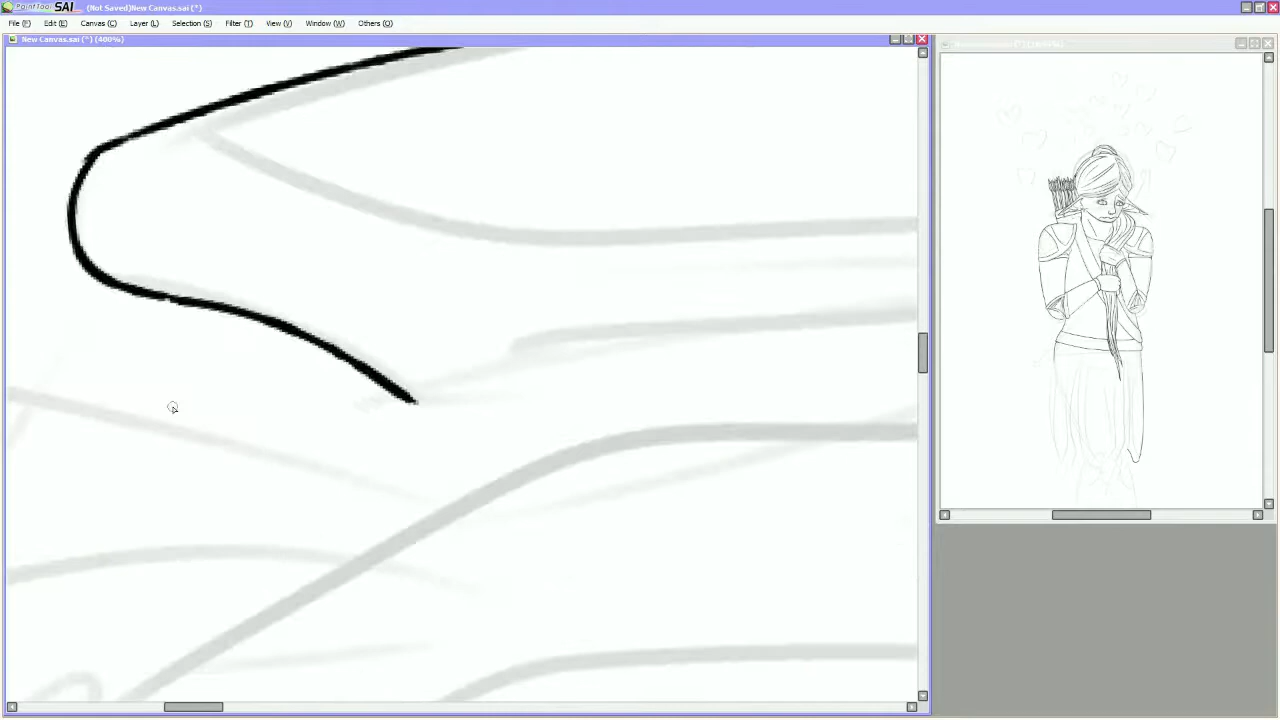 PaintTool SAI (Not Saved)New Canvas.sai (*)
File (F) Edit (E) Canvas (C) Layer (L) Selection (S) Filter (T) View (V) Window (W) Others (O)
New Canvas.sai (*) (400%)